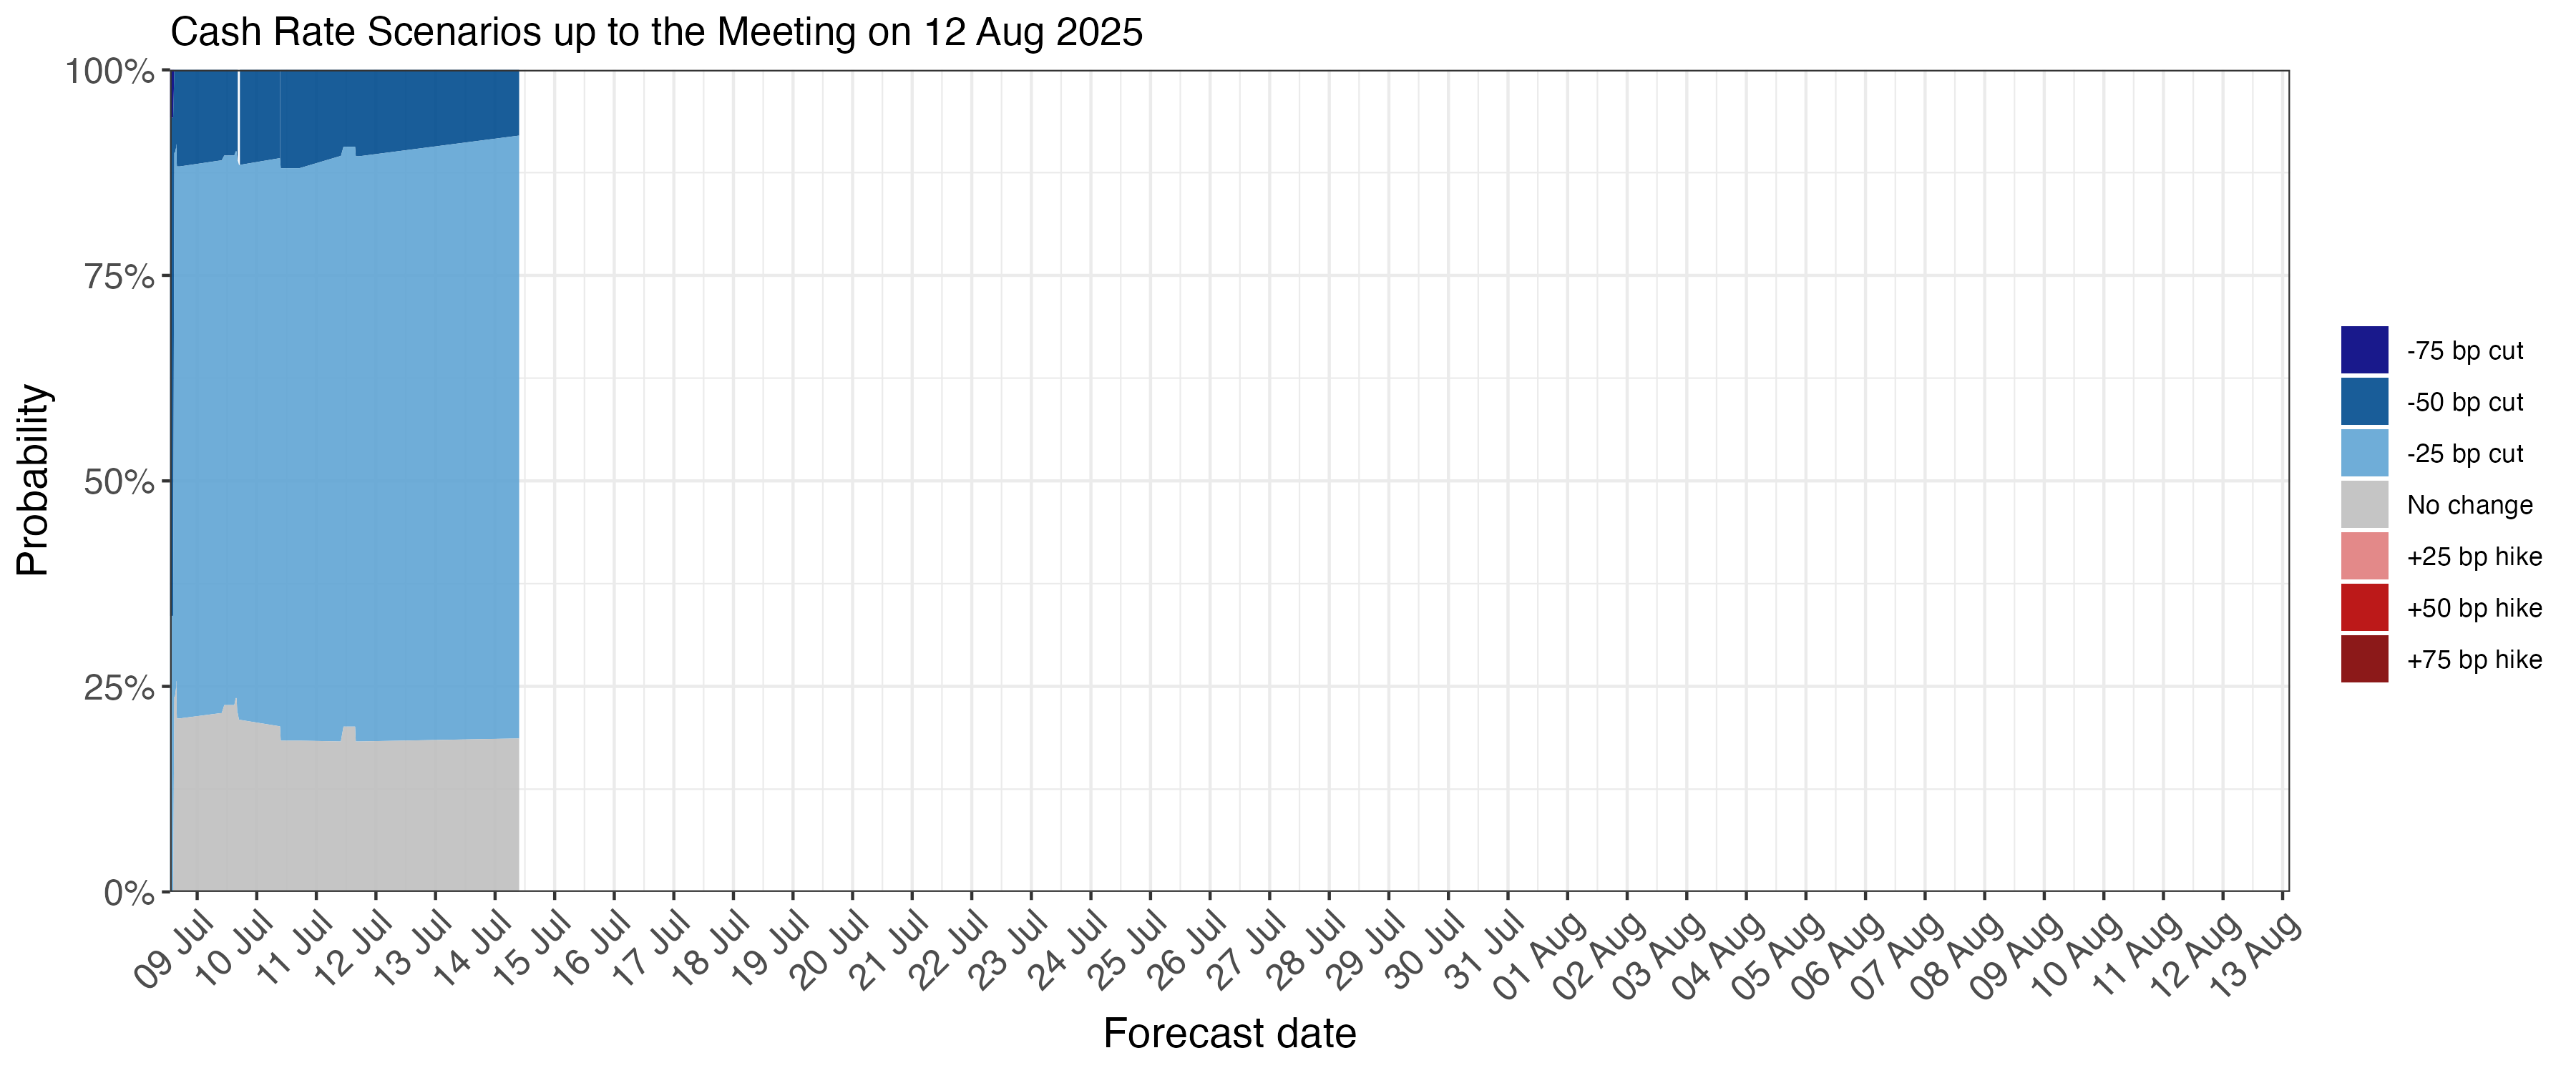 Cash Rate Scenarios up to the Meeting on 12 Aug 2025
100%
75%
50%
25%
0%
Probability
09 Jul
10 Jul
11 Jul
12 Jul
13 Jul
14 Jul
15 Jul
16 Jul
17 Jul
18 Jul
19 Jul
20 Jul
21 Jul
22 Jul
23 Jul
24 Jul
25 Jul
26 Jul
27 Jul
28 Jul
29 Jul
30 Jul
31 Jul
01 Aug
02 Aug
03 Aug
04 Aug
05 Aug
06 Aug
07 Aug
08 Aug
09 Aug
10 Aug
11 Aug
12 Aug
13 Aug
Forecast date
-75 bp cut
-50 bp cut
-25 bp cut
No change
+25 bp hike
+50 bp hike
+75 bp hike